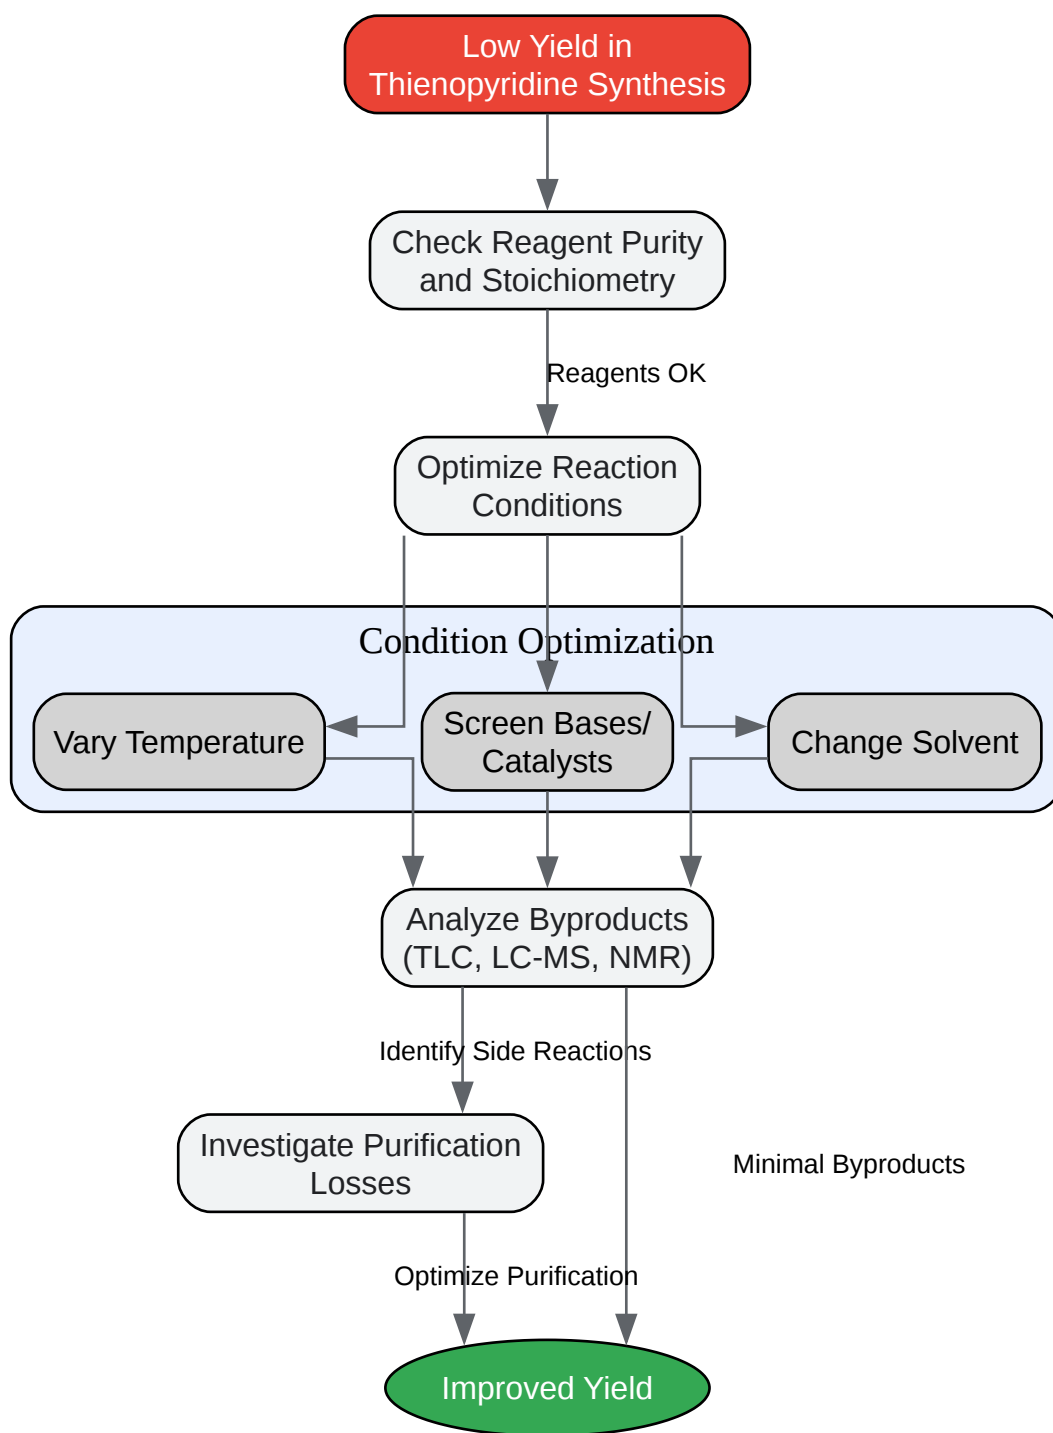 Low Yield in
Thienopyridine Synthesis
Check Reagent Purity
and Stoichiometry
Reagents OK
Optimize Reaction
Conditions
Condition Optimization
Vary Temperature
Screen Bases/
Catalysts
Change Solvent
Analyze Byproducts
(TLC, LC-MS, NMR)
Identify Side Reactions
Investigate Purification
Losses
Minimal Byproducts
Optimize Purification
Improved Yield